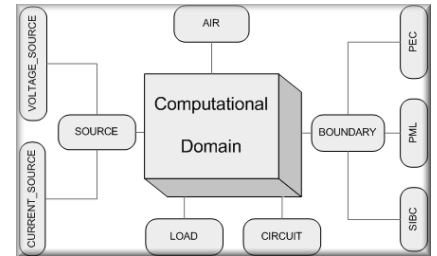 AIR
VOLTAGE_SOURCE
PEC
Computational
Domain
SOURCE
BOUNDARY
PML
CURRENT_SOURCE
LOAD
CIRCUIT
SIBC